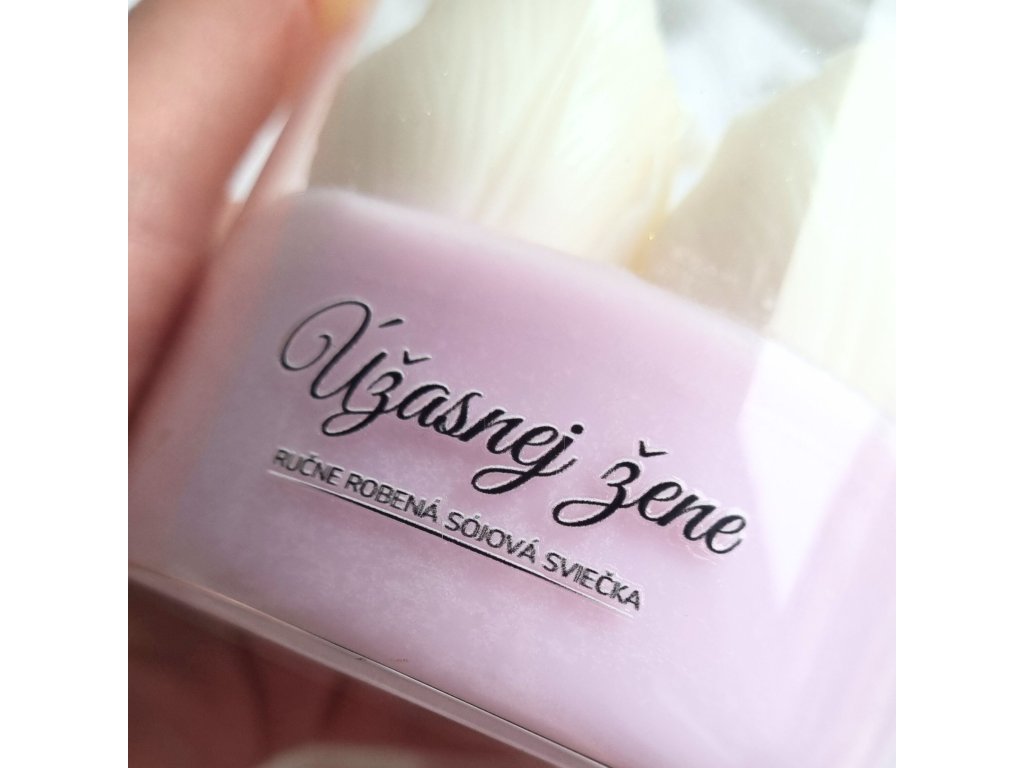 Úžasnej žene
RUČNE ROBENÁ SÓJOVÁ SVIEČKA